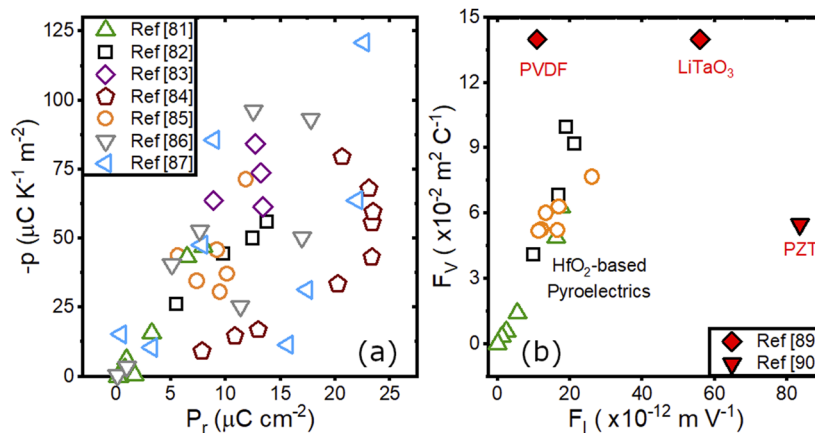 125
100
75
50
25
0
-p (μC K⁻¹ m⁻²)
Ref [81]
Ref [82]
Ref [83]
Ref [84]
Ref [85]
Ref [86]
Ref [87]
(a)
0 5 10 15 20 25
Pᵣ (μC cm⁻²)
15
12
9
6
3
0
F_V ( x10⁻² m² C⁻¹)
PVDF
LiTaO₃
PZT
HfO₂-based
Pyroelectrics
(b)
Ref [89
Ref [90]
0 20 40 60 80
F_I ( x10⁻¹² m V⁻¹)